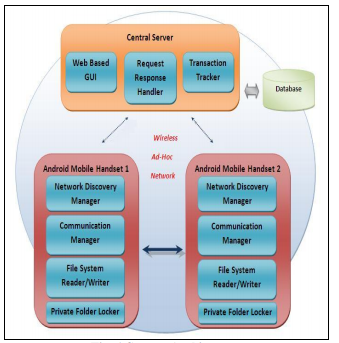 Central Server
Web Based
GUI
Request
Response
Handler
Transaction
Tracker
Database
Wireless
Ad-Hoc
Network
Android Mobile Handset 1
Network Discovery
Manager
Communication
Manager
File System
Reader/Writer
Private Folder Locker
Android Mobile Handset 2
Network Discovery
Manager
Communication
Manager
File System
Reader/Writer
Private Folder Locker